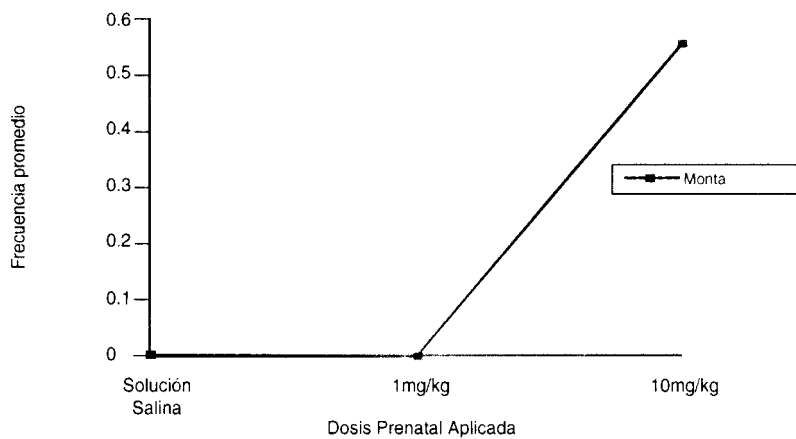 Frecuencia promedio
0.6
0.5
0.4
0.3
0.2
0.1
0
Monta
Solución
Salina
1mg/kg
10mg/kg
Dosis Prenatal Aplicada